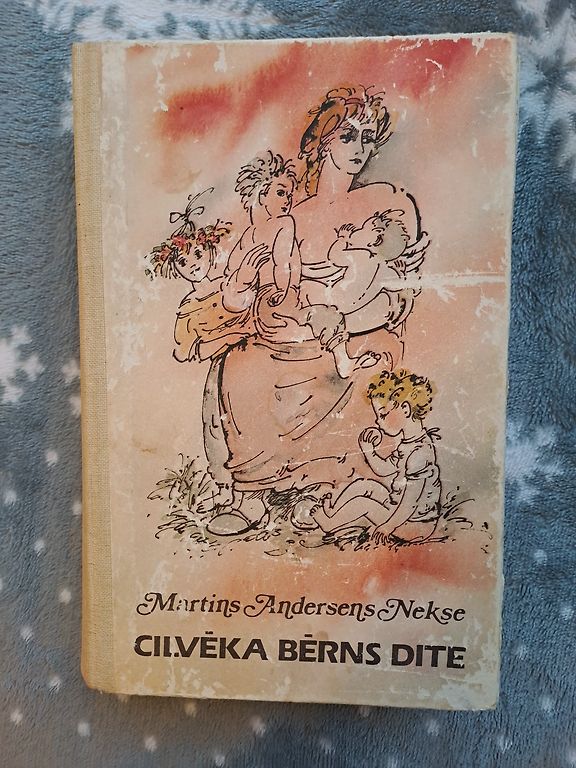 Martins Andersens Nekse
CILVĒKA BĒRNS DITE